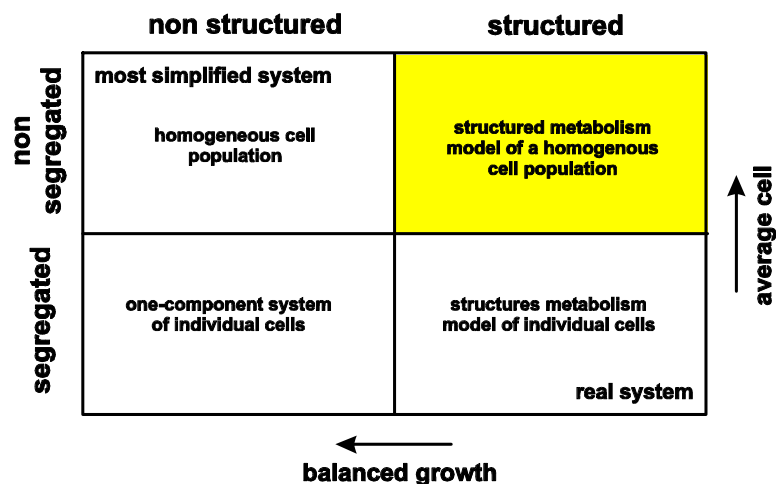 non structured
structured
non
segregated
most simplified system
homogeneous cell
population
structured metabolism
model of a homogenous
cell population
average cell
segregated
one-component system
of individual cells
structures metabolism
model of individual cells
real system
balanced growth